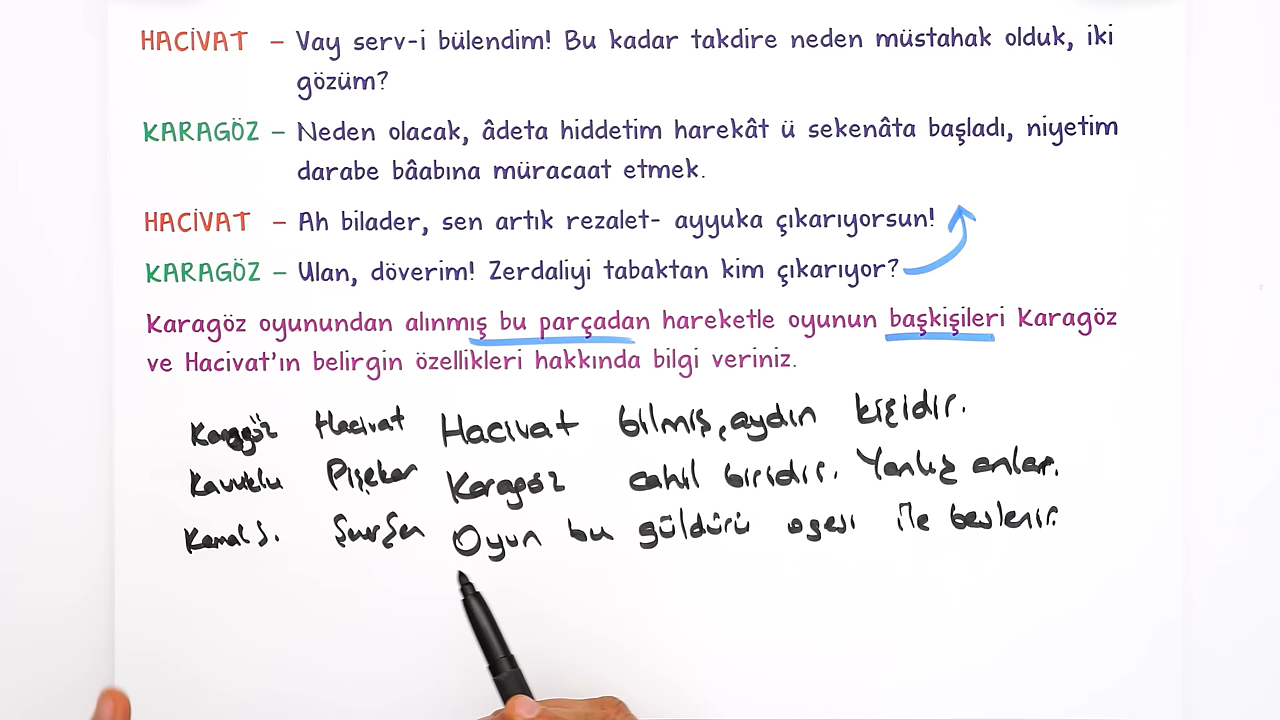 HACİVAT – Vay serv-i bülendim! Bu kadar takdire neden müstahak olduk, iki
gözüm?
KARAGÖZ – Neden olacak, âdeta hiddetim harekât ü sekenâta başladı, niyetim
darabe bâabına müracaat etmek.
HACİVAT – Ah bilader, sen artık rezalet- ayyuka çıkarıyorsun!
KARAGÖZ – Ulan, döverim! Zerdaliyi tabaktan kim çıkarıyor?
Karagöz oyunundan alınmış bu parçadan hareketle oyunun başkişileri Karagöz
ve Hacivat'ın belirgin özellikleri hakkında bilgi veriniz.
Karagöz Hacivat Hacivat bilmiş, aydın kişidir.
Kavuklu Pişekar Karagöz cahil biridir. Yanlış anlar.
Kemal S. Şener Şen Oyun bu güldürü ögesi ile beslenir.